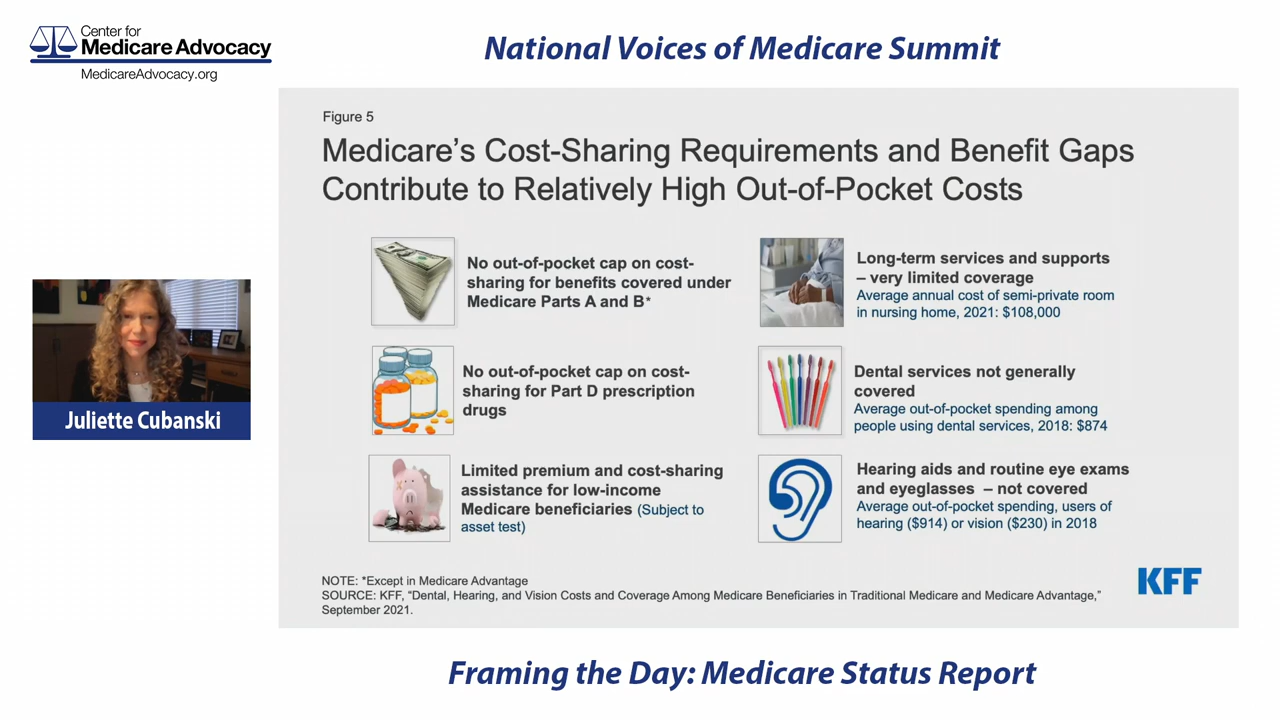 Center for
Medicare Advocacy
MedicareAdvocacy.org
National Voices of Medicare Summit
Figure 5
Medicare's Cost-Sharing Requirements and Benefit Gaps
Contribute to Relatively High Out-of-Pocket Costs
No out-of-pocket cap on cost-
sharing for benefits covered under
Medicare Parts A and B*
No out-of-pocket cap on cost-
sharing for Part D prescription
drugs
Limited premium and cost-sharing
assistance for low-income
Medicare beneficiaries (Subject to
asset test)
Long-term services and supports
– very limited coverage
Average annual cost of semi-private room
in nursing home, 2021: $108,000
Dental services not generally
covered
Average out-of-pocket spending among
people using dental services, 2018: $874
Hearing aids and routine eye exams
and eyeglasses – not covered
Average out-of-pocket spending, users of
hearing ($914) or vision ($230) in 2018
NOTE: *Except in Medicare Advantage
SOURCE: KFF, "Dental, Hearing, and Vision Costs and Coverage Among Medicare Beneficiaries in Traditional Medicare and Medicare Advantage,"
September 2021.
KFF
Juliette Cubanski
Framing the Day: Medicare Status Report